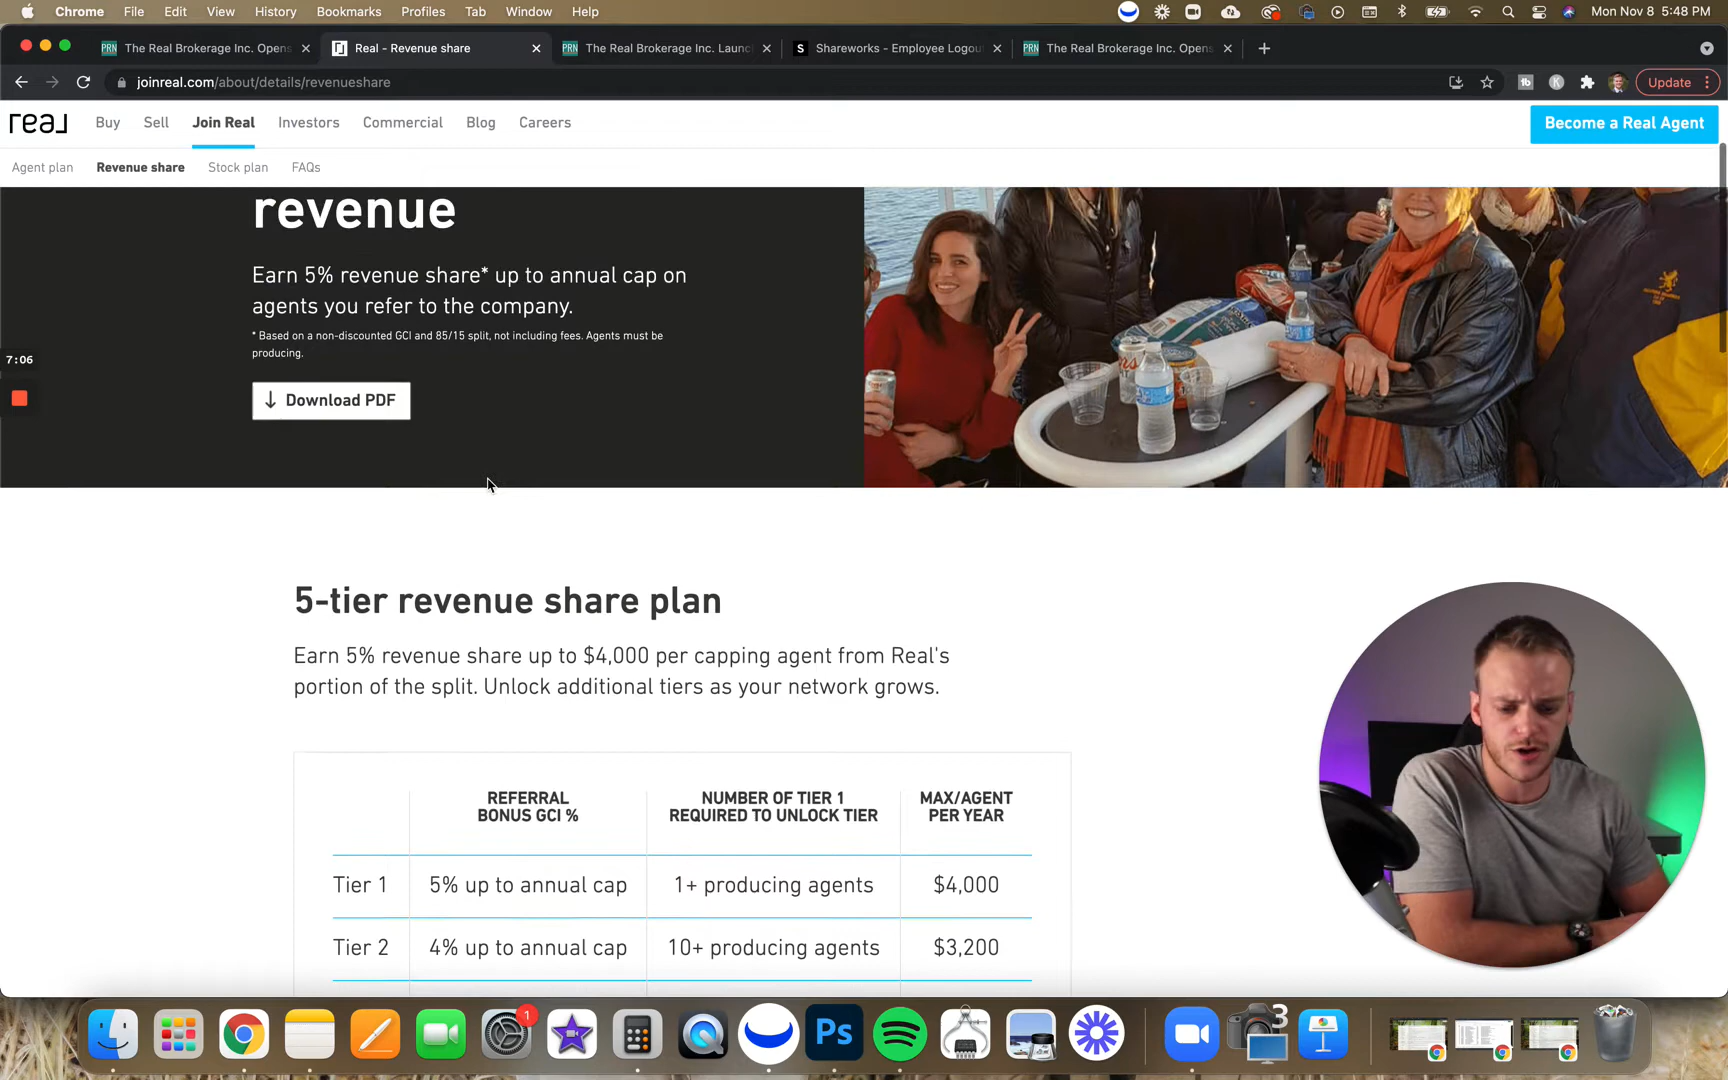 Chrome File Edit View History Bookmarks Profiles Tab Window Help Mon Nov 8 5:48 PM
PRN The Real Brokerage Inc. Opens Real - Revenue share PRN The Real Brokerage Inc. Launc S Shareworks - Employee Logou PRN The Real Brokerage Inc. Opens
joinreal.com/about/details/revenueshare tb K Update
real Buy Sell Join Real Investors Commercial Blog Careers Become a Real Agent
Agent plan Revenue share Stock plan FAQs
revenue
Earn 5% revenue share* up to annual cap on
agents you refer to the company.
* Based on a non-discounted GCI and 85/15 split, not including fees. Agents must be
producing.
7:06
Download PDF
5-tier revenue share plan
Earn 5% revenue share up to $4,000 per capping agent from Real's
portion of the split. Unlock additional tiers as your network grows.
REFERRAL
BONUS GCI %
NUMBER OF TIER 1
REQUIRED TO UNLOCK TIER
MAX/AGENT
PER YEAR
Tier 1 5% up to annual cap 1+ producing agents $4,000
Tier 2 4% up to annual cap 10+ producing agents $3,200
1
Ps
3